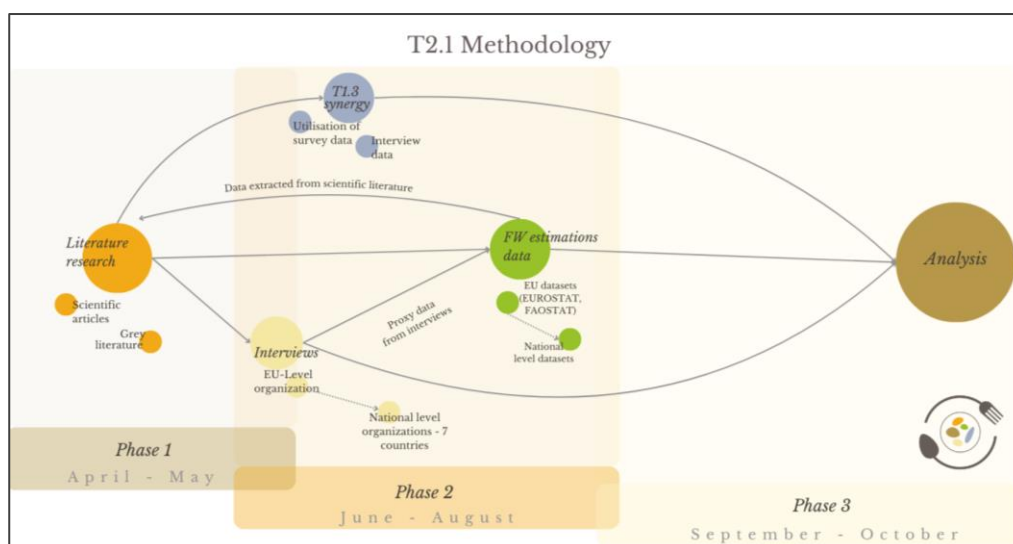 T2.1 Methodology
T1.3
synergy
Utilisation of
survey data
Interview
data
Data extracted from scientific literature
Literature
research
Scientific
articles
Grey
literature
FW estimations
data
EU datasets
(EUROSTAT,
FAOSTAT)
National
level datasets
Proxy data
from interviews
Interviews
EU-Level
organization
National level
organizations - 7
countries
Analysis
Phase 1
April - May
Phase 2
June - August
Phase 3
September - October